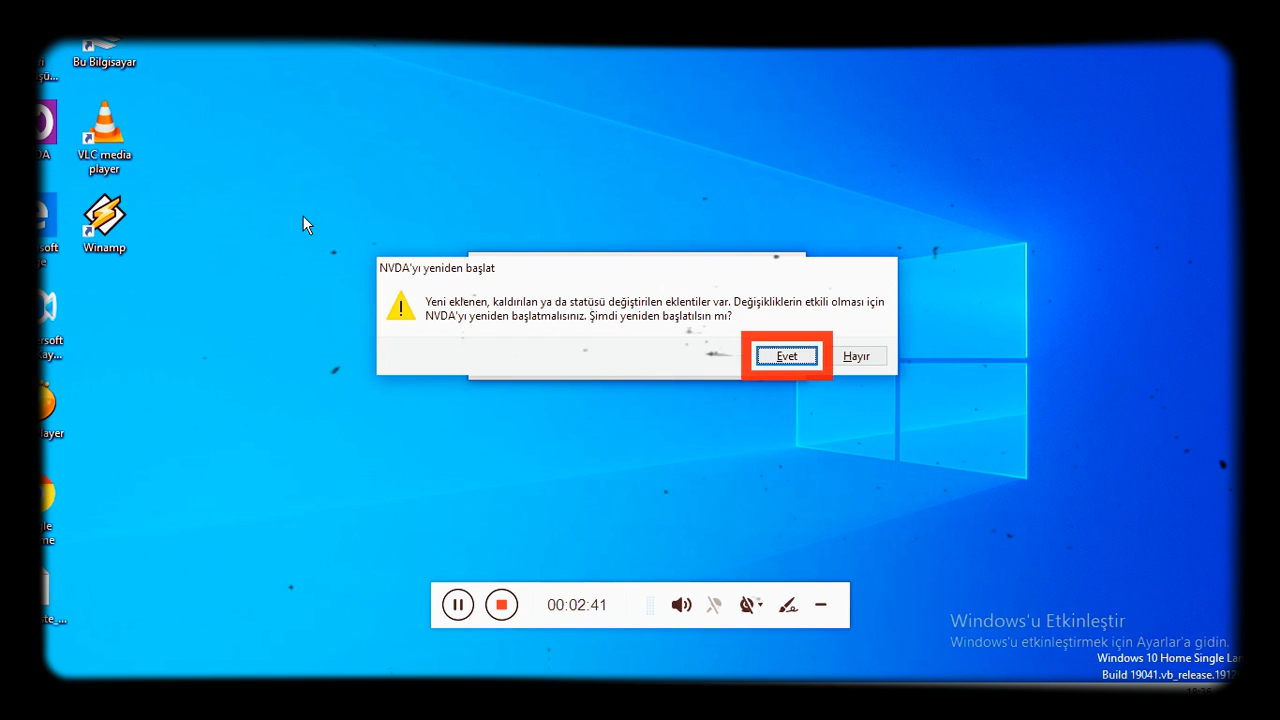 Bu Bilgisayar
VLC media
player
Winamp
NVDA'yı yeniden başlat
Yeni eklenen, kaldırılan ya da statüsü değiştirilen eklentiler var. Değişikliklerin etkili olması için
NVDA'yı yeniden başlatmalısınız. Şimdi yeniden başlatılsın mı?
Evet
Hayır
00:02:41
Windows'u Etkinleştir
Windows'u etkinleştirmek için Ayarlar'a gidin.
Windows 10 Home Single
Build 19041.vb_release.191